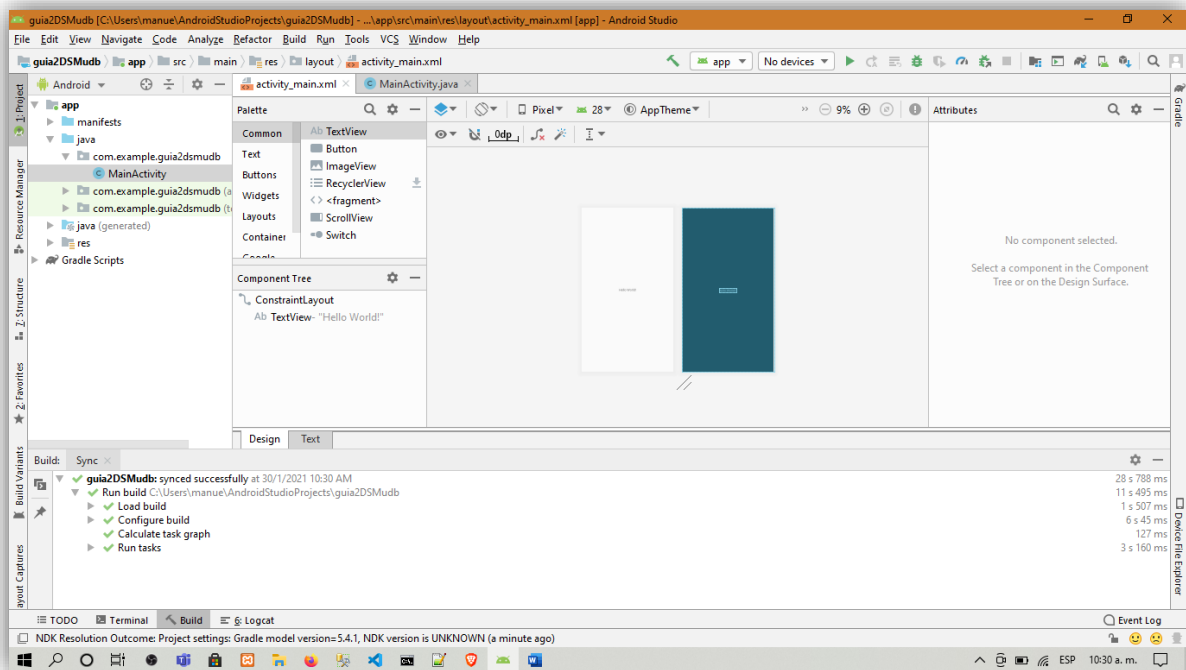 guia2DSMudb [C:\Users\manue\AndroidStudioProjects\guia2DSMudb] - ...\app\src\main\res\layout\activity_main.xml [app] - Android Studio
File Edit View Navigate Code Analyze Refactor Build Run Tools VCS Window Help
guia2DSMudb app src main res layout activity_main.xml
app No devices
1: Project
Resource Manager
Z: Structure
2: Favorites
Build Variants
ayout Captures
Android
app
manifests
java
com.example.guia2dsmudb
MainActivity
com.example.guia2dsmudb (a
com.example.guia2dsmudb (t
java (generated)
res
Gradle Scripts
activity_main.xml MainActivity.java
Palette
Common
Text
Buttons
Widgets
Layouts
Container
Google
Ab TextView
Button
ImageView
RecyclerView
<> <fragment>
ScrollView
Switch
Component Tree
ConstraintLayout
Ab TextView- "Hello World!"
Pixel 28 AppTheme 9%
0dp
Design Text
Attributes
No component selected.
Select a component in the Component
Tree or on the Design Surface.
Gradle
Device File Explorer
Build: Sync
guia2DSMudb: synced successfully at 30/1/2021 10:30 AM 28 s 788 ms
Run build C:\Users\manue\AndroidStudioProjects\guia2DSMudb 11 s 495 ms
Load build 1 s 507 ms
Configure build 6 s 45 ms
Calculate task graph 127 ms
Run tasks 3 s 160 ms
TODO Terminal Build 6: Logcat Event Log
NDK Resolution Outcome: Project settings: Gradle model version=5.4.1, NDK version is UNKNOWN (a minute ago)
ESP 10:30 a. m.